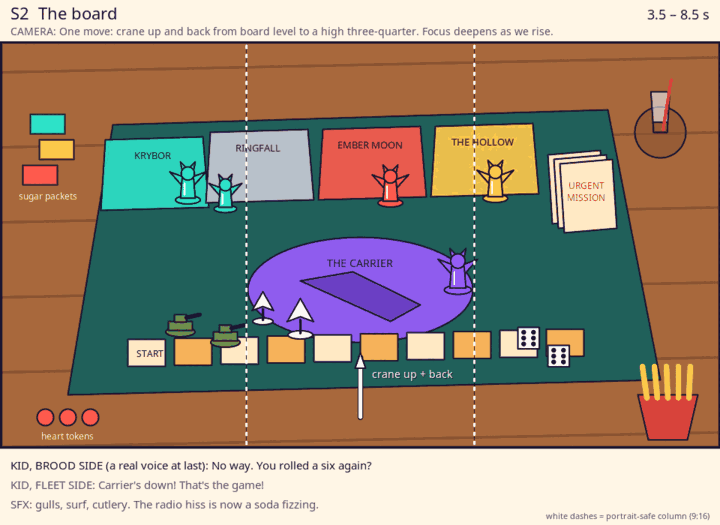 S2 The board
3.5 – 8.5 s
CAMERA: One move: crane up and back from board level to a high three-quarter. Focus deepens as we rise.
KRYBOR
RINGFALL
EMBER MOON
THE HOLLOW
URGENT
MISSION
sugar packets
THE CARRIER
START
crane up + back
heart tokens
KID, BROOD SIDE (a real voice at last): No way. You rolled a six again?
KID, FLEET SIDE: Carrier's down! That's the game!
SFX: gulls, surf, cutlery. The radio hiss is now a soda fizzing.
white dashes = portrait-safe column (9:16)